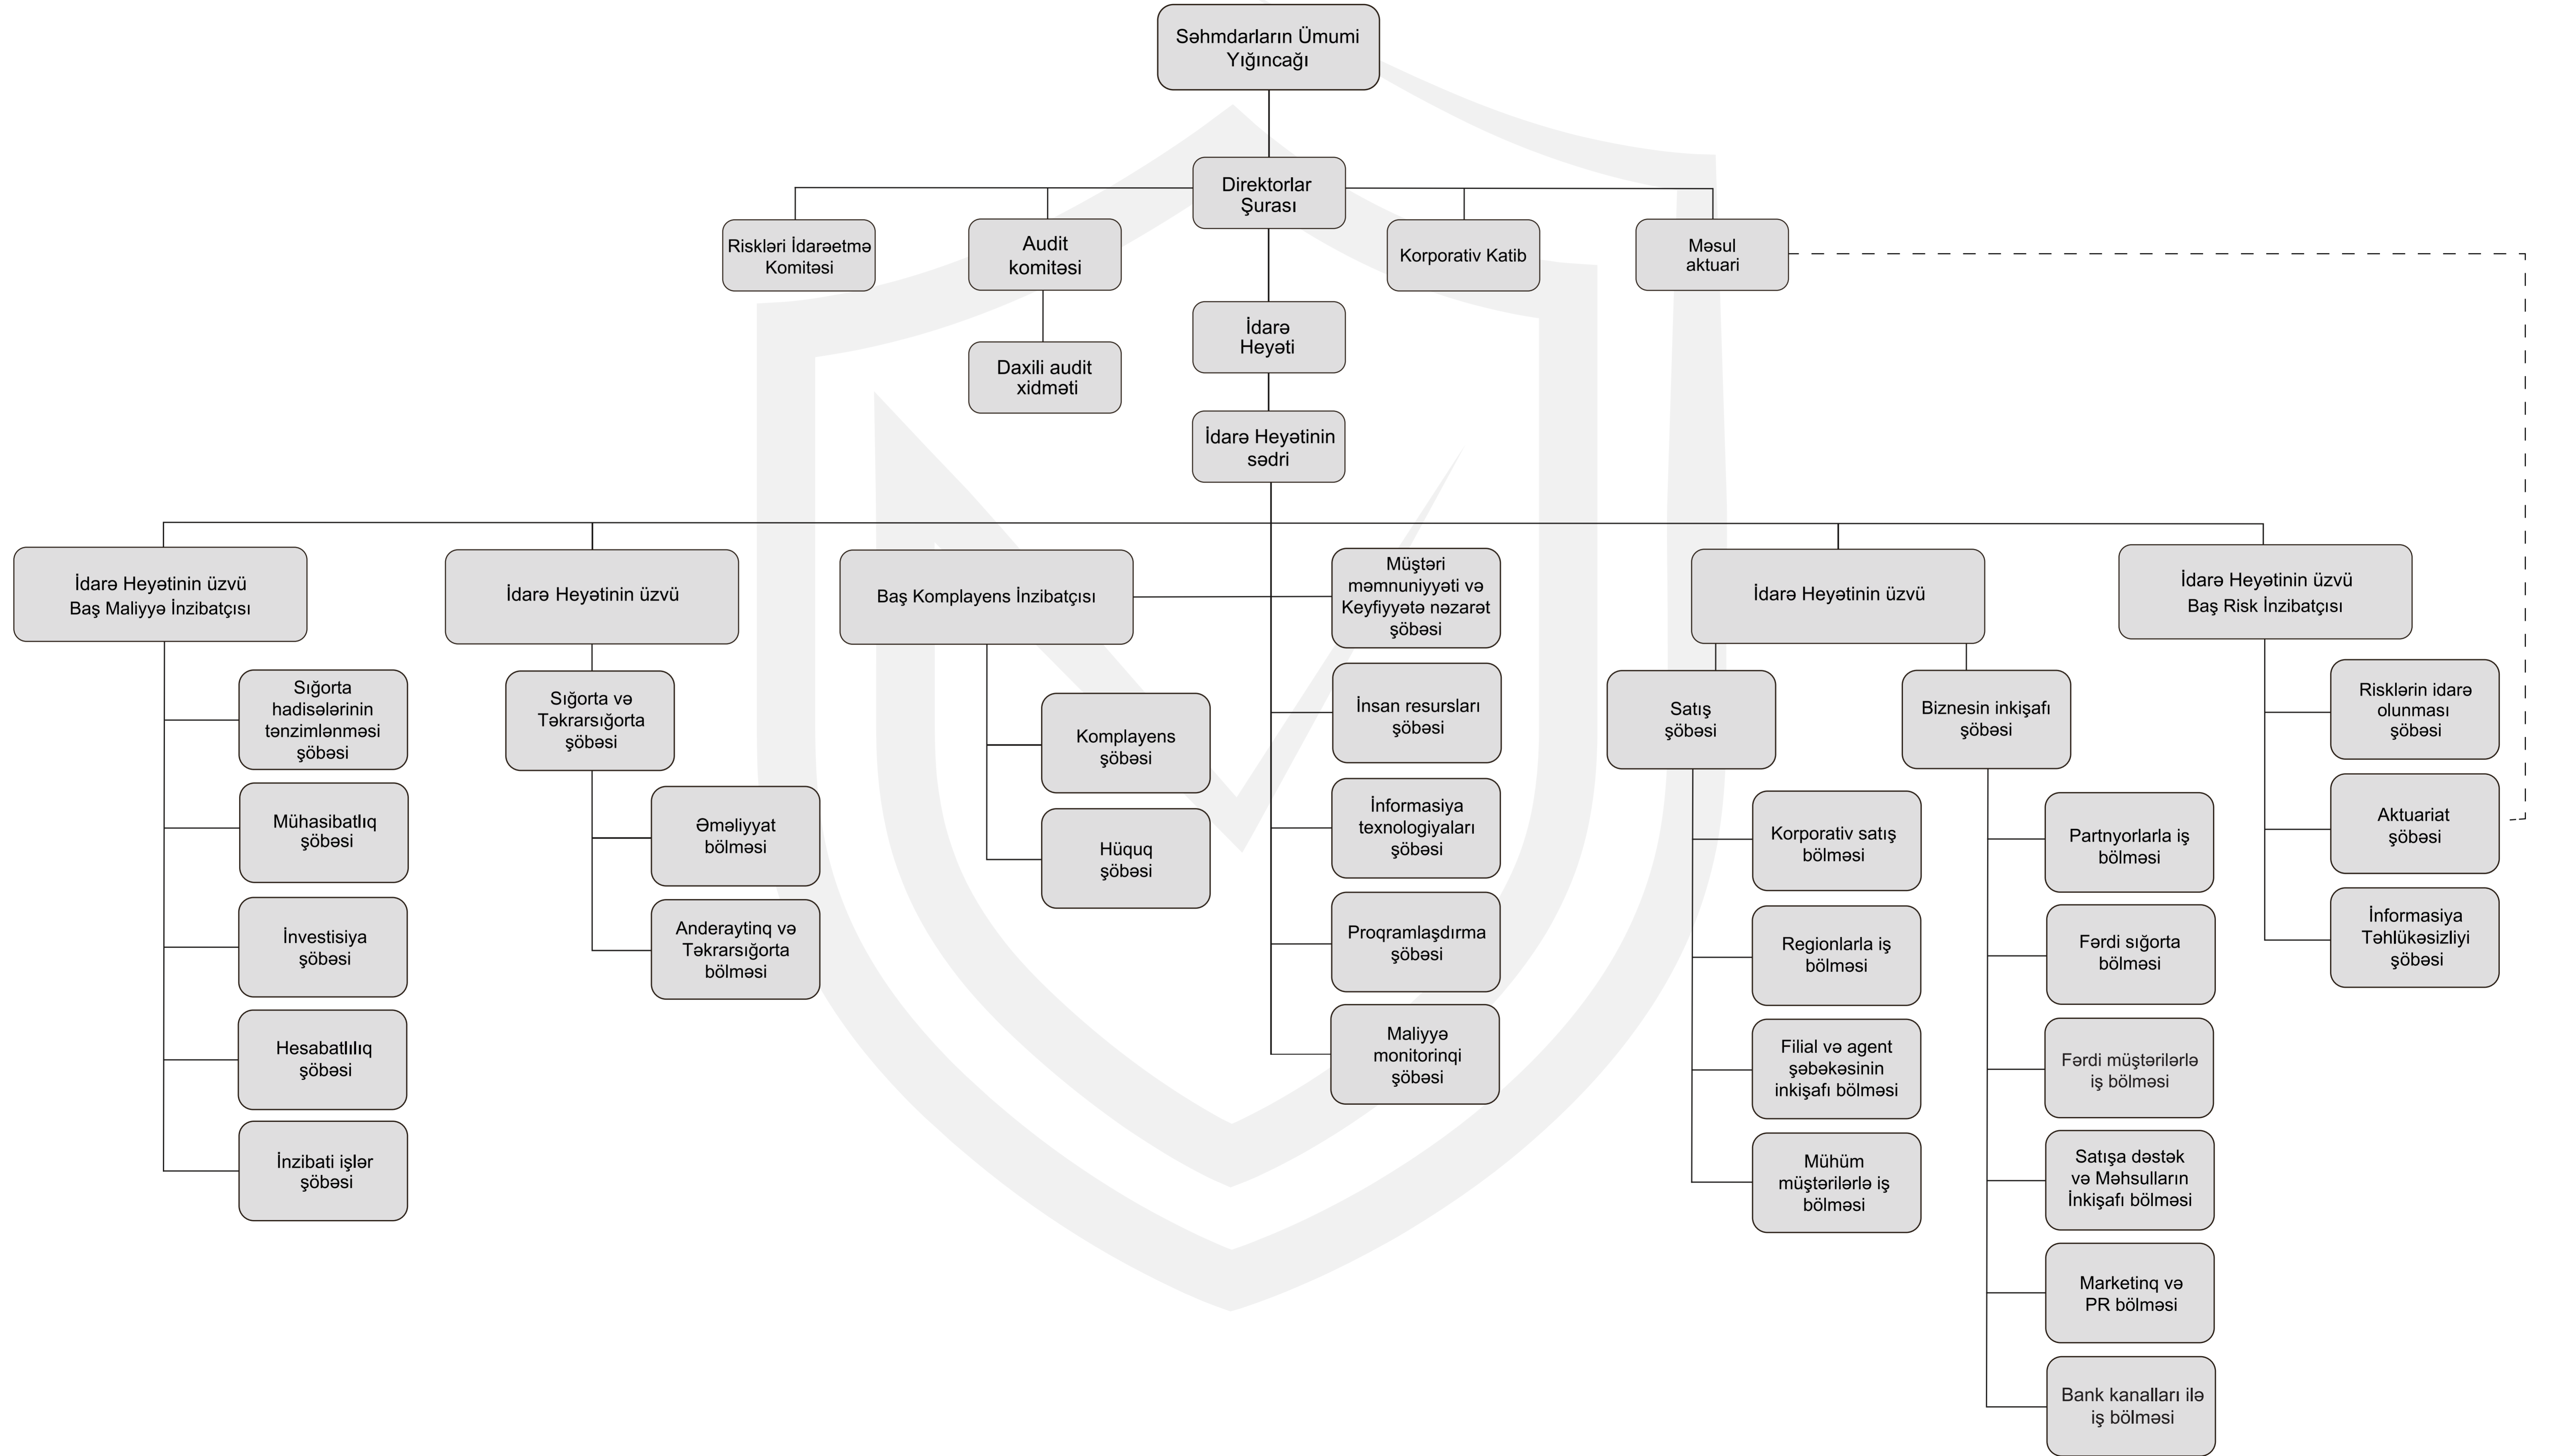 Səhmdarların Ümumi
Yığıncağı
Direktorlar
Şurası
Riskləri İdarəetmə
Komitəsi
Audit
komitəsi
Korporativ Katib
Məsul
aktuari
İdarə
Heyəti
Daxili audit
xidməti
İdarə Heyətinin
sədri
İdarə Heyətinin üzvü
Baş Maliyyə İnzibatçısı
İdarə Heyətinin üzvü
Baş Komplayens İnzibatçısı
Müştəri
məmnuniyyəti və
Keyfiyyətə nəzarət
şöbəsi
İdarə Heyətinin üzvü
İdarə Heyətinin üzvü
Baş Risk İnzibatçısı
Sığorta
hadisələrinin
tənzimlənməsi
şöbəsi
Mühasibatlıq
şöbəsi
İnvestisiya
şöbəsi
Hesabatlılıq
şöbəsi
İnzibati işlər
şöbəsi
Sığorta və
Təkrarsığorta
şöbəsi
Əməliyyat
bölməsi
Anderaytinq və
Təkrarsığorta
bölməsi
Komplayens
şöbəsi
Hüquq
şöbəsi
İnsan resursları
şöbəsi
İnformasiya
texnologiyaları
şöbəsi
Proqramlaşdırma
şöbəsi
Maliyyə
monitorinqi
şöbəsi
Satış
şöbəsi
Korporativ satış
bölməsi
Regionlarla iş
bölməsi
Filial və agent
şəbəkəsinin
inkişafı bölməsi
Mühüm
müştərilərlə iş
bölməsi
Biznesin inkişafı
şöbəsi
Partnyorlarla iş
bölməsi
Fərdi sığorta
bölməsi
Fərdi müştərilərlə
iş bölməsi
Satışa dəstək
və Məhsulların
İnkişafı bölməsi
Marketinq və
PR bölməsi
Bank kanalları ilə
iş bölməsi
Risklərin idarə
olunması
şöbəsi
Aktuariat
şöbəsi
İnformasiya
Təhlükəsizliyi
şöbəsi